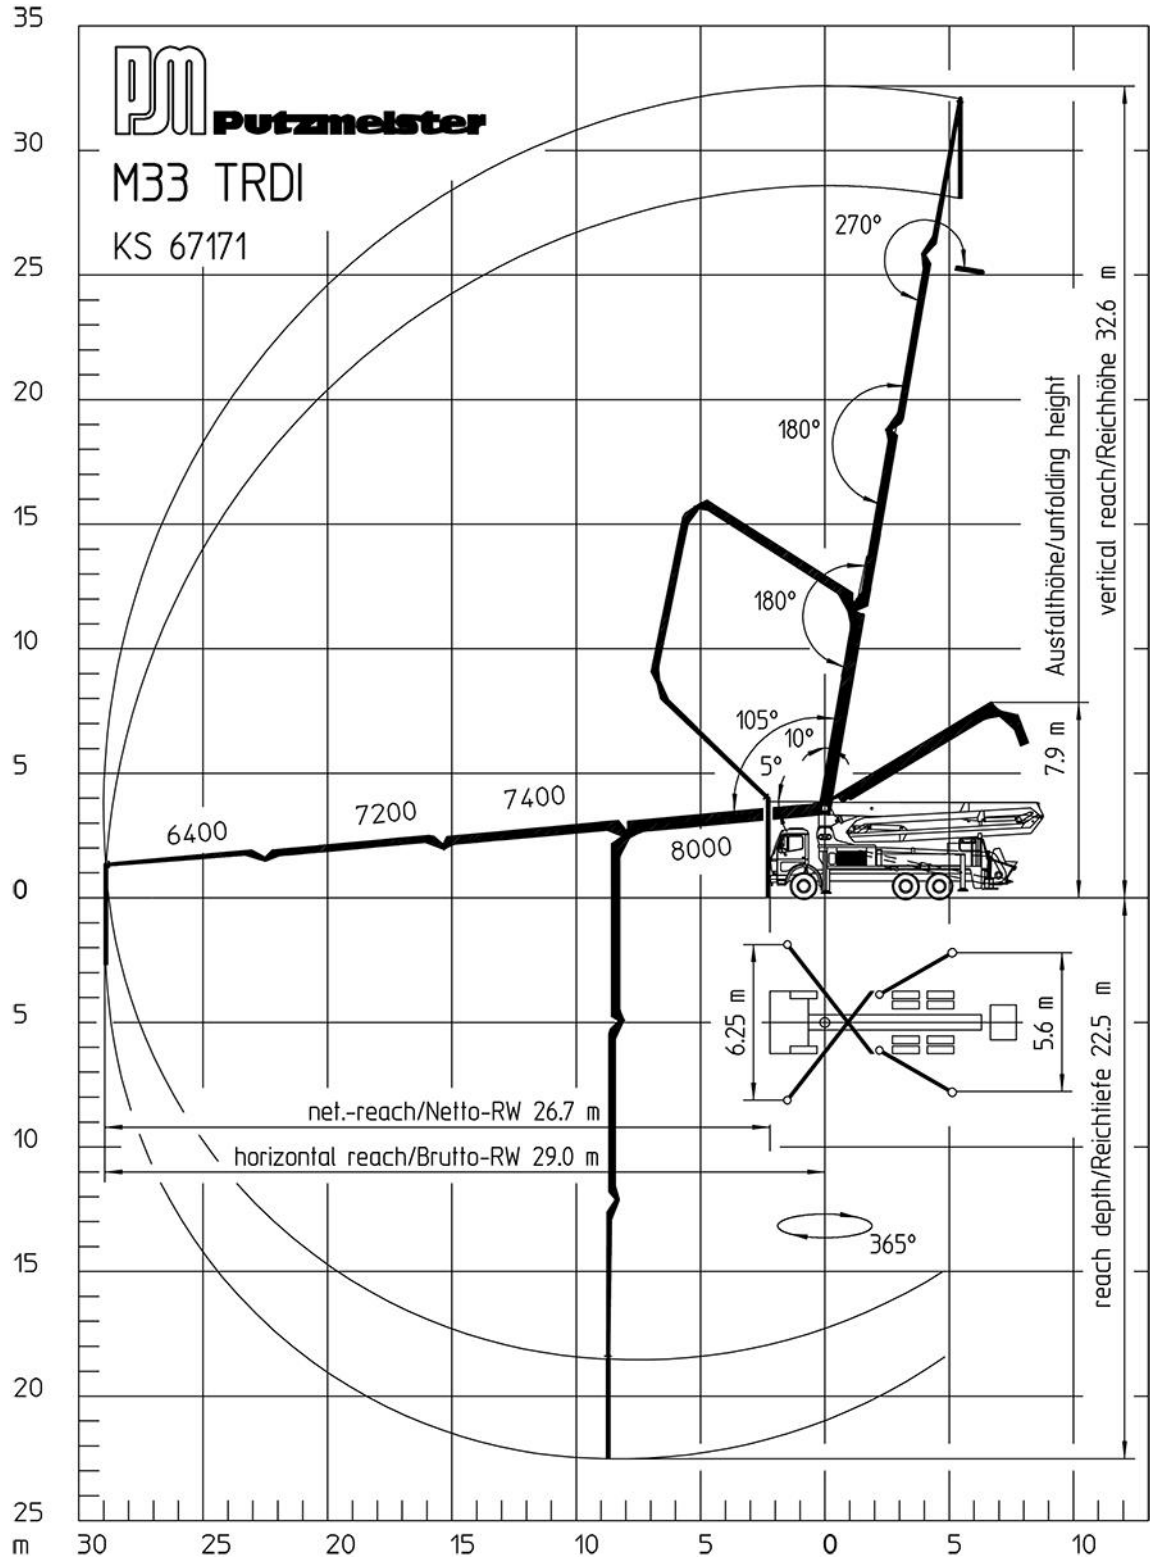 35
PM Putzmeister
M33 TRDI
KS 67171
30
25
20
15
10
5
0
5
10
15
20
25
m
30
25
20
15
10
5
0
5
10
270°
180°
180°
105°
10°
5°
6400
7200
7400
8000
vertical reach/Reichhöhe 32.6 m
Ausfalthöhe/unfolding height
7.9 m
6.25 m
5.6 m
reach depth/Reichtiefe 22.5 m
net.-reach/Netto-RW 26.7 m
horizontal reach/Brutto-RW 29.0 m
365°